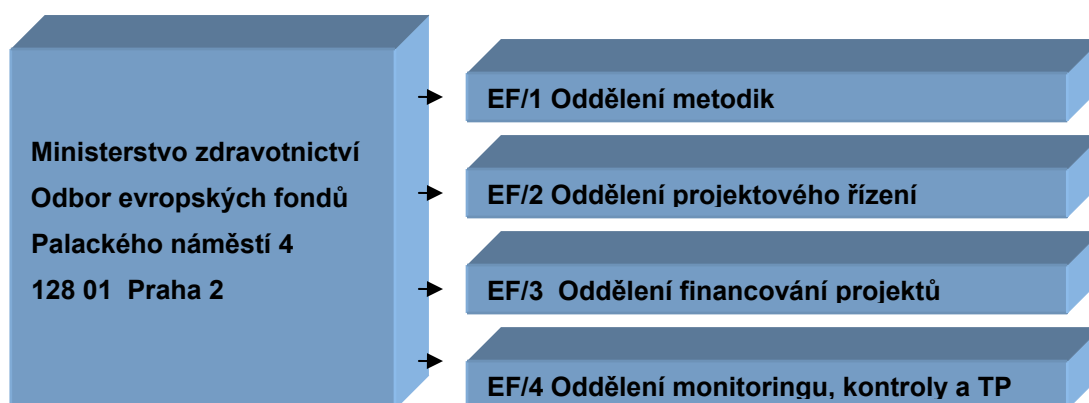 Ministerstvo zdravotnictví
Odbor evropských fondů
Palackého náměstí 4
128 01  Praha 2
EF/1 Oddělení metodik
EF/2 Oddělení projektového řízení
EF/3  Oddělení financování projektů
EF/4 Oddělení monitoringu, kontroly a TP